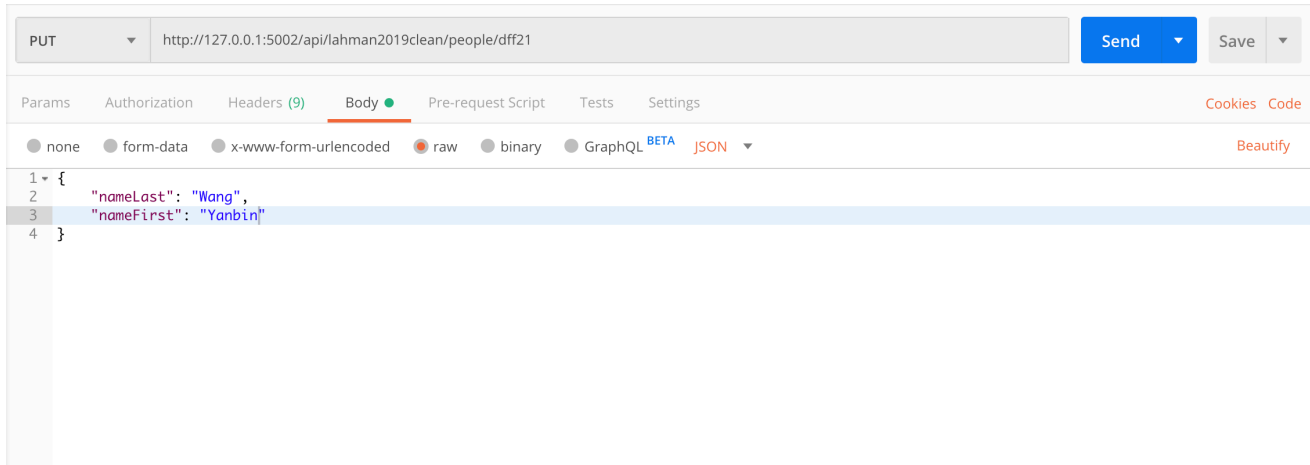 PUT http://127.0.0.1:5002/api/lahman2019clean/people/dff21 Send Save
Params Authorization Headers (9) Body Pre-request Script Tests Settings Cookies Code
none form-data x-www-form-urlencoded raw binary GraphQL BETA JSON Beautify
1 {
2 "nameLast": "Wang",
3 "nameFirst": "Yanbin"
4 }